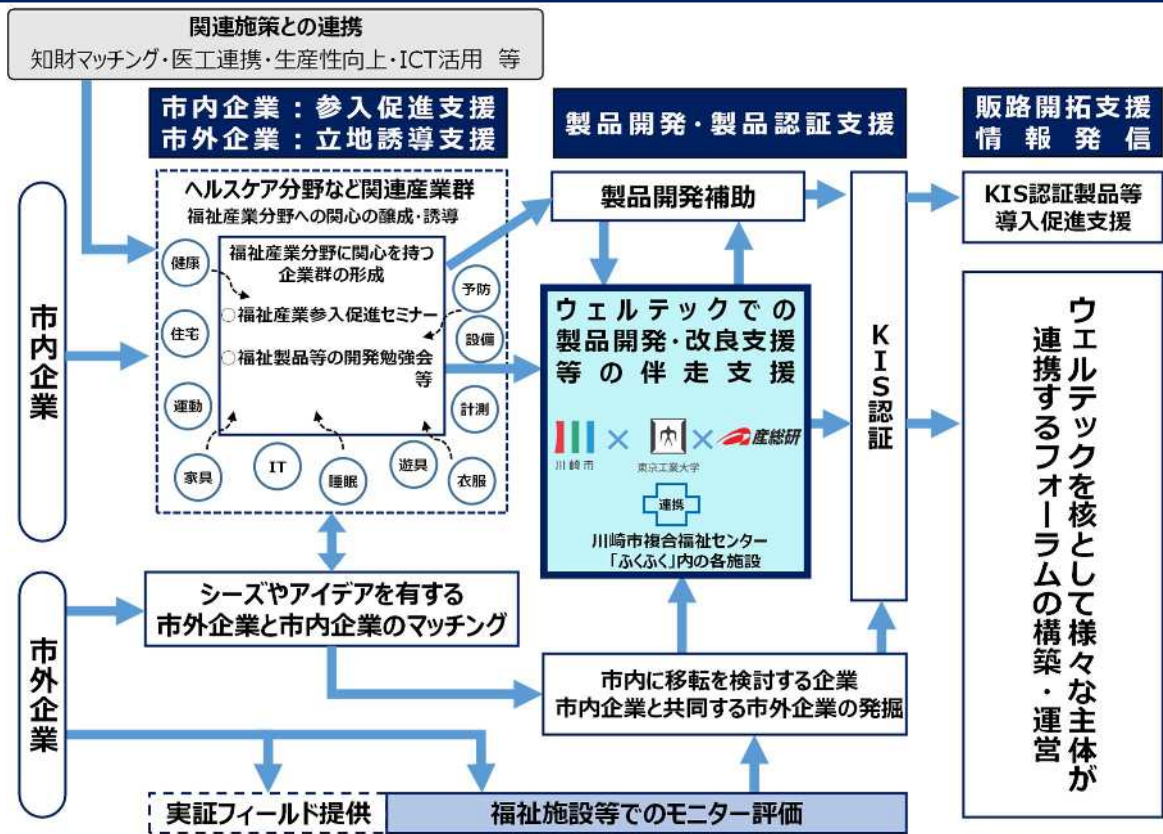 関連施策との連携
知財マッチング・医工連携・生産性向上・ICT活用 等
市内企業：参入促進支援
市外企業：立地誘導支援
製品開発・製品認証支援
販路開拓支援
情報発信
市内企業
市外企業
ヘルスケア分野など関連産業群
福祉産業分野への関心の醸成・誘導
福祉産業分野に関心を持つ
企業群の形成
○福祉産業参入促進セミナー
○福祉製品等の開発勉強会
等
健康
住宅
運動
家具
IT
睡眠
遊具
衣服
計測
設備
予防
シーズやアイデアを有する
市外企業と市内企業のマッチング
製品開発補助
ウェルテックでの
製品開発・改良支援
等の伴走支援
川崎市
×
東京工業大学
×
産総研
連携
川崎市複合福祉センター
「ふくふく」内の各施設
市内に移転を検討する企業
市内企業と共同する市外企業の発掘
実証フィールド提供
福祉施設等でのモニター評価
KIS認証
KIS認証製品等
導入促進支援
ウェルテックを核として様々な主体が
連携するフォーラムの構築・運営